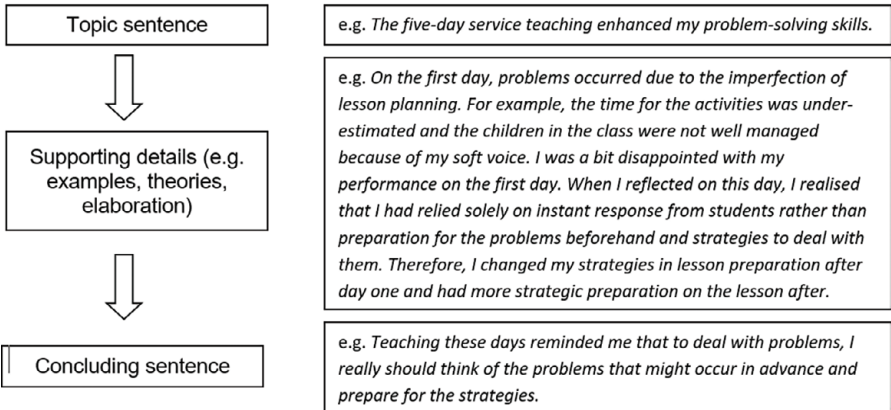 Topic sentence
e.g. The five-day service teaching enhanced my problem-solving skills.
Supporting details (e.g.
examples, theories,
elaboration)
e.g. On the first day, problems occurred due to the imperfection of
lesson planning. For example, the time for the activities was under-
estimated and the children in the class were not well managed
because of my soft voice. I was a bit disappointed with my
performance on the first day. When I reflected on this day, I realised
that I had relied solely on instant response from students rather than
preparation for the problems beforehand and strategies to deal with
them. Therefore, I changed my strategies in lesson preparation after
day one and had more strategic preparation on the lesson after.
Concluding sentence
e.g. Teaching these days reminded me that to deal with problems, I
really should think of the problems that might occur in advance and
prepare for the strategies.